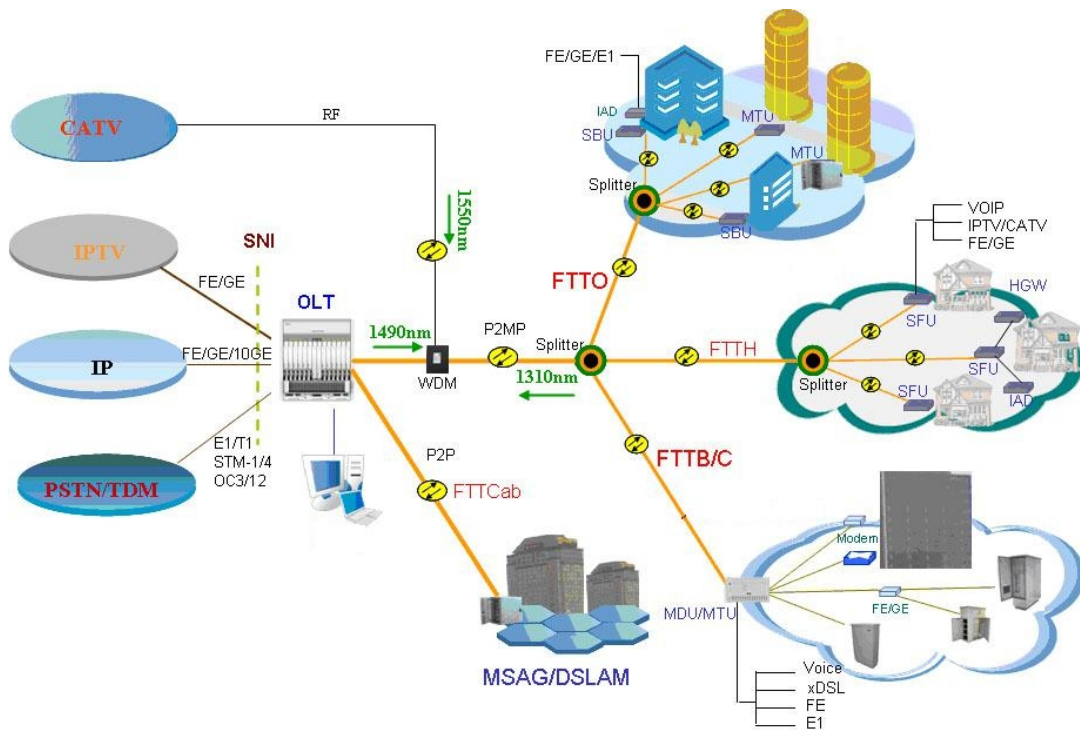 FE/GE/E1
CATV
RF
IAD
SBU
MTU
MTU
Splitter
SBU
1550nm
VOIP
IPTV/CATV
FE/GE
IPTV
SNI
FE/GE
OLT
FTTO
HGW
SFU
1490nm
P2MP
Splitter
FTTH
IP
FE/GE/10GE
WDM
1310nm
Splitter
SFU
SFU
IAD
E1/T1
STM-1/4
OC3/12
P2P
FTTB/C
PSTN/TDM
FTTCab
Modem
FE/GE
MDU/MTU
MSAG/DSLAM
Voice
xDSL
FE
E1